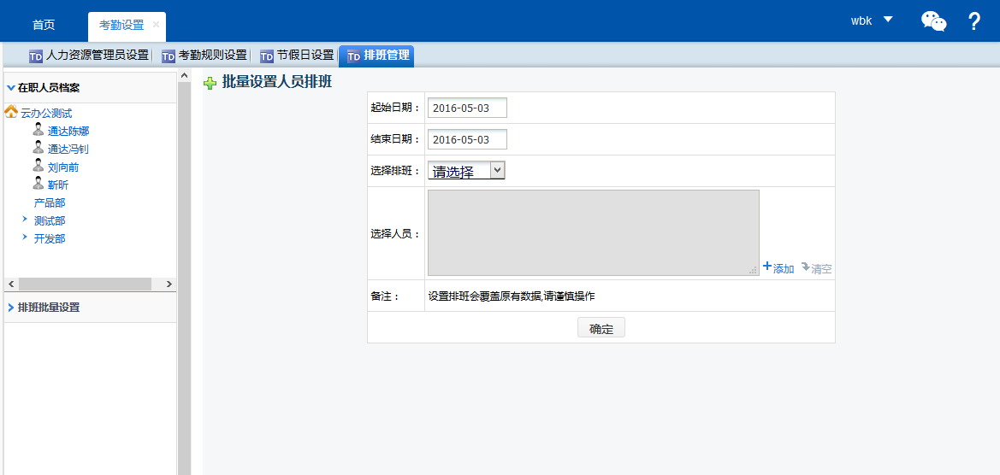 首页
考勤设置 ×
wbk
?
TD 人力资源管理员设置
TD 考勤规则设置
TD 节假日设置
TD 排班管理
在职人员档案
云办公测试
通达陈娜
通达冯钊
刘向前
靳昕
产品部
测试部
开发部
排班批量设置
批量设置人员排班
起始日期： 2016-05-03
结束日期： 2016-05-03
选择排班： 请选择
选择人员： 添加 清空
备注： 设置排班会覆盖原有数据,请谨慎操作
确定